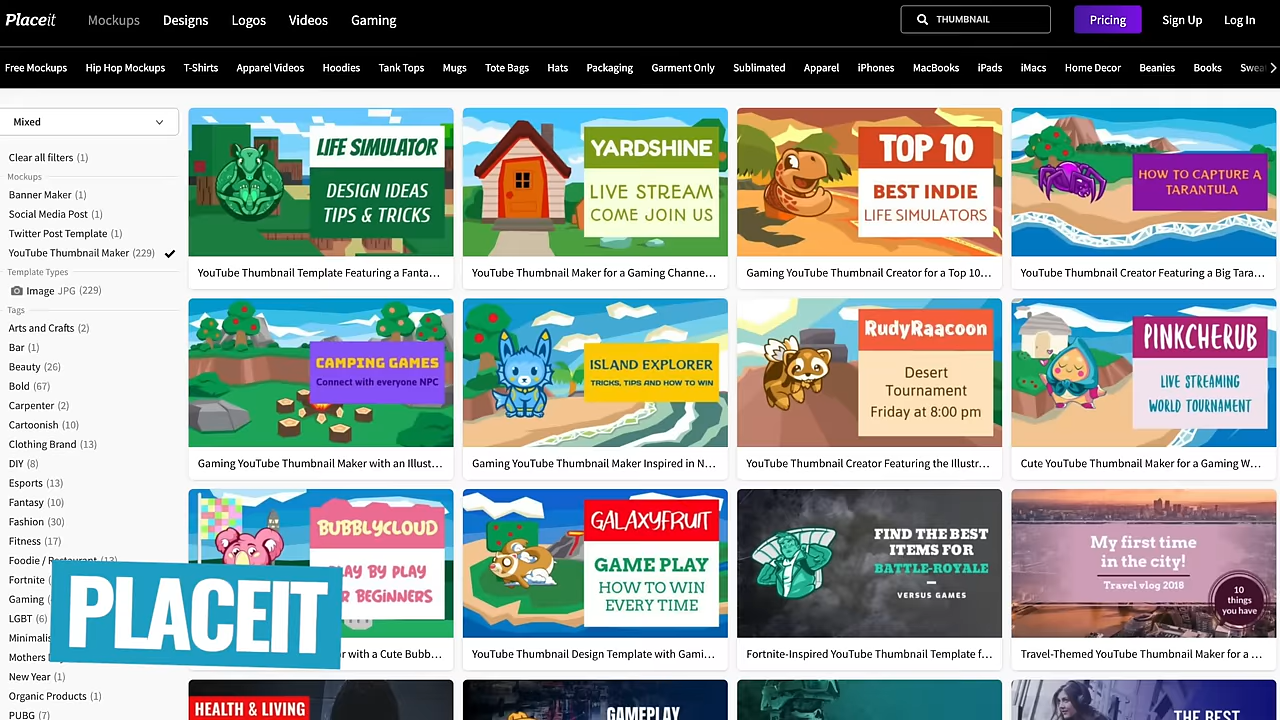 Placeit
Mockups
Designs
Logos
Videos
Gaming
THUMBNAIL
Pricing
Sign Up
Log In
Free Mockups
Hip Hop Mockups
T-Shirts
Apparel Videos
Hoodies
Tank Tops
Mugs
Tote Bags
Hats
Packaging
Garment Only
Sublimated
Apparel
iPhones
MacBooks
iPads
iMacs
Home Decor
Beanies
Books
Mixed
Clear all filters (1)
Mockups
Banner Maker (1)
Social Media Post (1)
Twitter Post Template (1)
YouTube Thumbnail Maker (229)
Template Types
Image JPG (229)
Tags
Arts and Crafts (2)
Bar (1)
Beauty (26)
Bold (67)
Carpenter (2)
Cartoonish (10)
Clothing Brand (13)
DIY (8)
Esports (13)
Fantasy (10)
Fashion (30)
Fitness (17)
Foodie / Restaurant (13)
Fortnite
Gaming
LGBT (6)
Minimalis
Mothers
New Year (1)
Organic Products (1)
PUBG (7)
LIFE SIMULATOR
DESIGN IDEAS
TIPS & TRICKS
YouTube Thumbnail Template Featuring a Fanta...
YARDSHINE
LIVE STREAM
COME JOIN US
YouTube Thumbnail Maker for a Gaming Channe...
TOP 10
BEST INDIE
LIFE SIMULATORS
Gaming YouTube Thumbnail Creator for a Top 10...
HOW TO CAPTURE A
TARANTULA
YouTube Thumbnail Creator Featuring a Big Tara...
CAMPING GAMES
Connect with everyone NPC
Gaming YouTube Thumbnail Maker with an Illust...
ISLAND EXPLORER
TRICKS, TIPS AND HOW TO WIN
Gaming YouTube Thumbnail Maker Inspired in N...
RudyRaacoon
Desert
Tournament
Friday at 8:00 pm
YouTube Thumbnail Creator Featuring the Illustr...
PINKCHERUB
LIVE STREAMING
WORLD TOURNAMENT
Cute YouTube Thumbnail Maker for a Gaming W...
BUBBLYCLOUD
PLAY BY PLAY
BEGINNERS
with a Cute Bubb...
GALAXYFRUIT
GAME PLAY
HOW TO WIN
EVERY TIME
YouTube Thumbnail Design Template with Gami...
FIND THE BEST
ITEMS FOR
BATTLE-ROYALE
VERSUS GAMES
Fortnite-Inspired YouTube Thumbnail Template f...
My first time
in the city!
Travel vlog 2018
10
things
you have
Travel-Themed YouTube Thumbnail Maker for a ...
PLACEIT
HEALTH & LIVING
GAMEPLAY
THE BEST